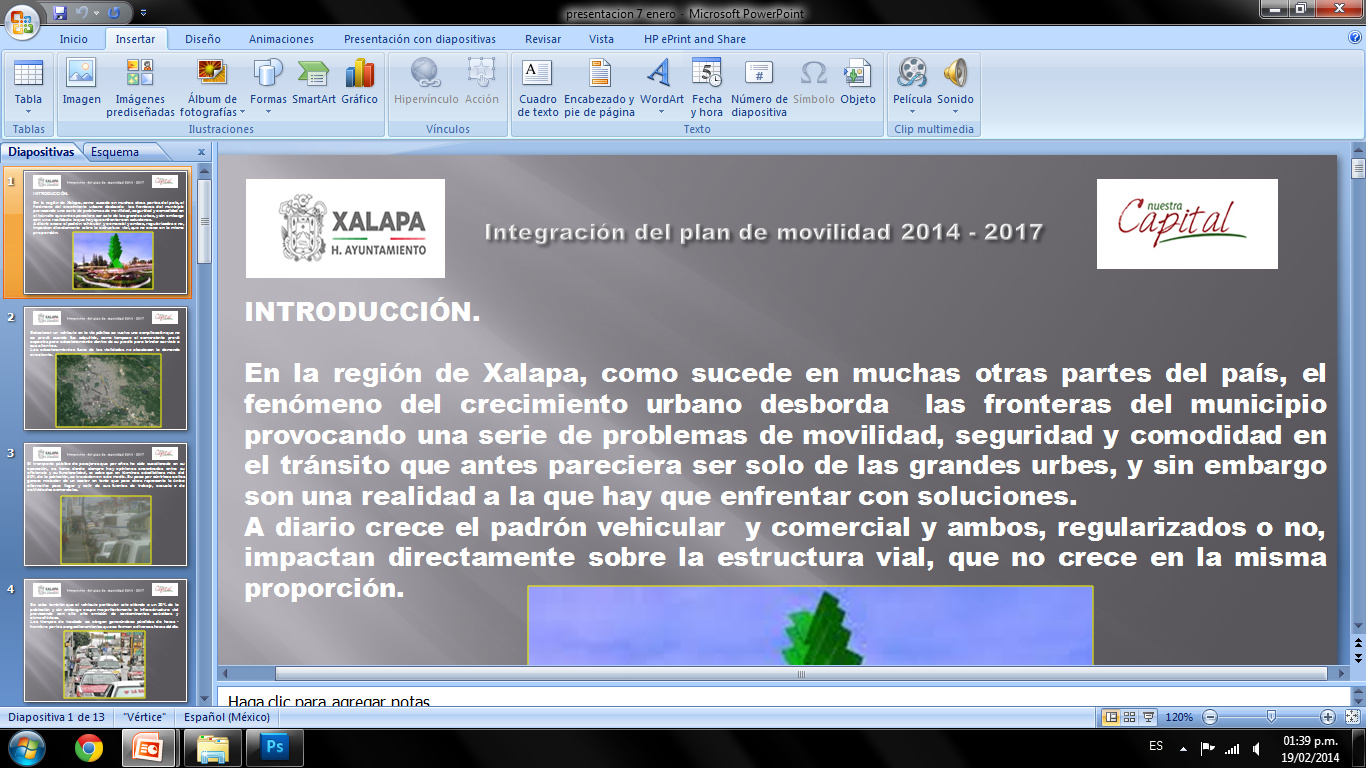 presentacion 7 enero - Microsoft PowerPoint
Inicio Insertar Diseño Animaciones Presentación con diapositivas Revisar Vista HP ePrint and Share
Tabla Imagen Imágenes prediseñadas Álbum de fotografías Formas SmartArt Gráfico Hipervínculo Acción Cuadro de texto Encabezado y pie de página WordArt Fecha y hora Número de diapositiva Símbolo Objeto Película Sonido
Tablas Ilustraciones Vínculos Texto Clip multimedia
Diapositivas Esquema x
1
2
3
4
XALAPA
H. AYUNTAMIENTO
Integración del plan de movilidad 2014 - 2017
nuestra
Capital
INTRODUCCIÓN.
En la región de Xalapa, como sucede en muchas otras partes del país, el
fenómeno del crecimiento urbano desborda las fronteras del municipio
provocando una serie de problemas de movilidad, seguridad y comodidad en
el tránsito que antes pareciera ser solo de las grandes urbes, y sin embargo
son una realidad a la que hay que enfrentar con soluciones.
A diario crece el padrón vehicular y comercial y ambos, regularizados o no,
impactan directamente sobre la estructura vial, que no crece en la misma
proporción.
Haga clic para agregar notas
Diapositiva 1 de 13 "Vértice" Español (México) 120%
Ps ES 01:39 p.m.
19/02/2014